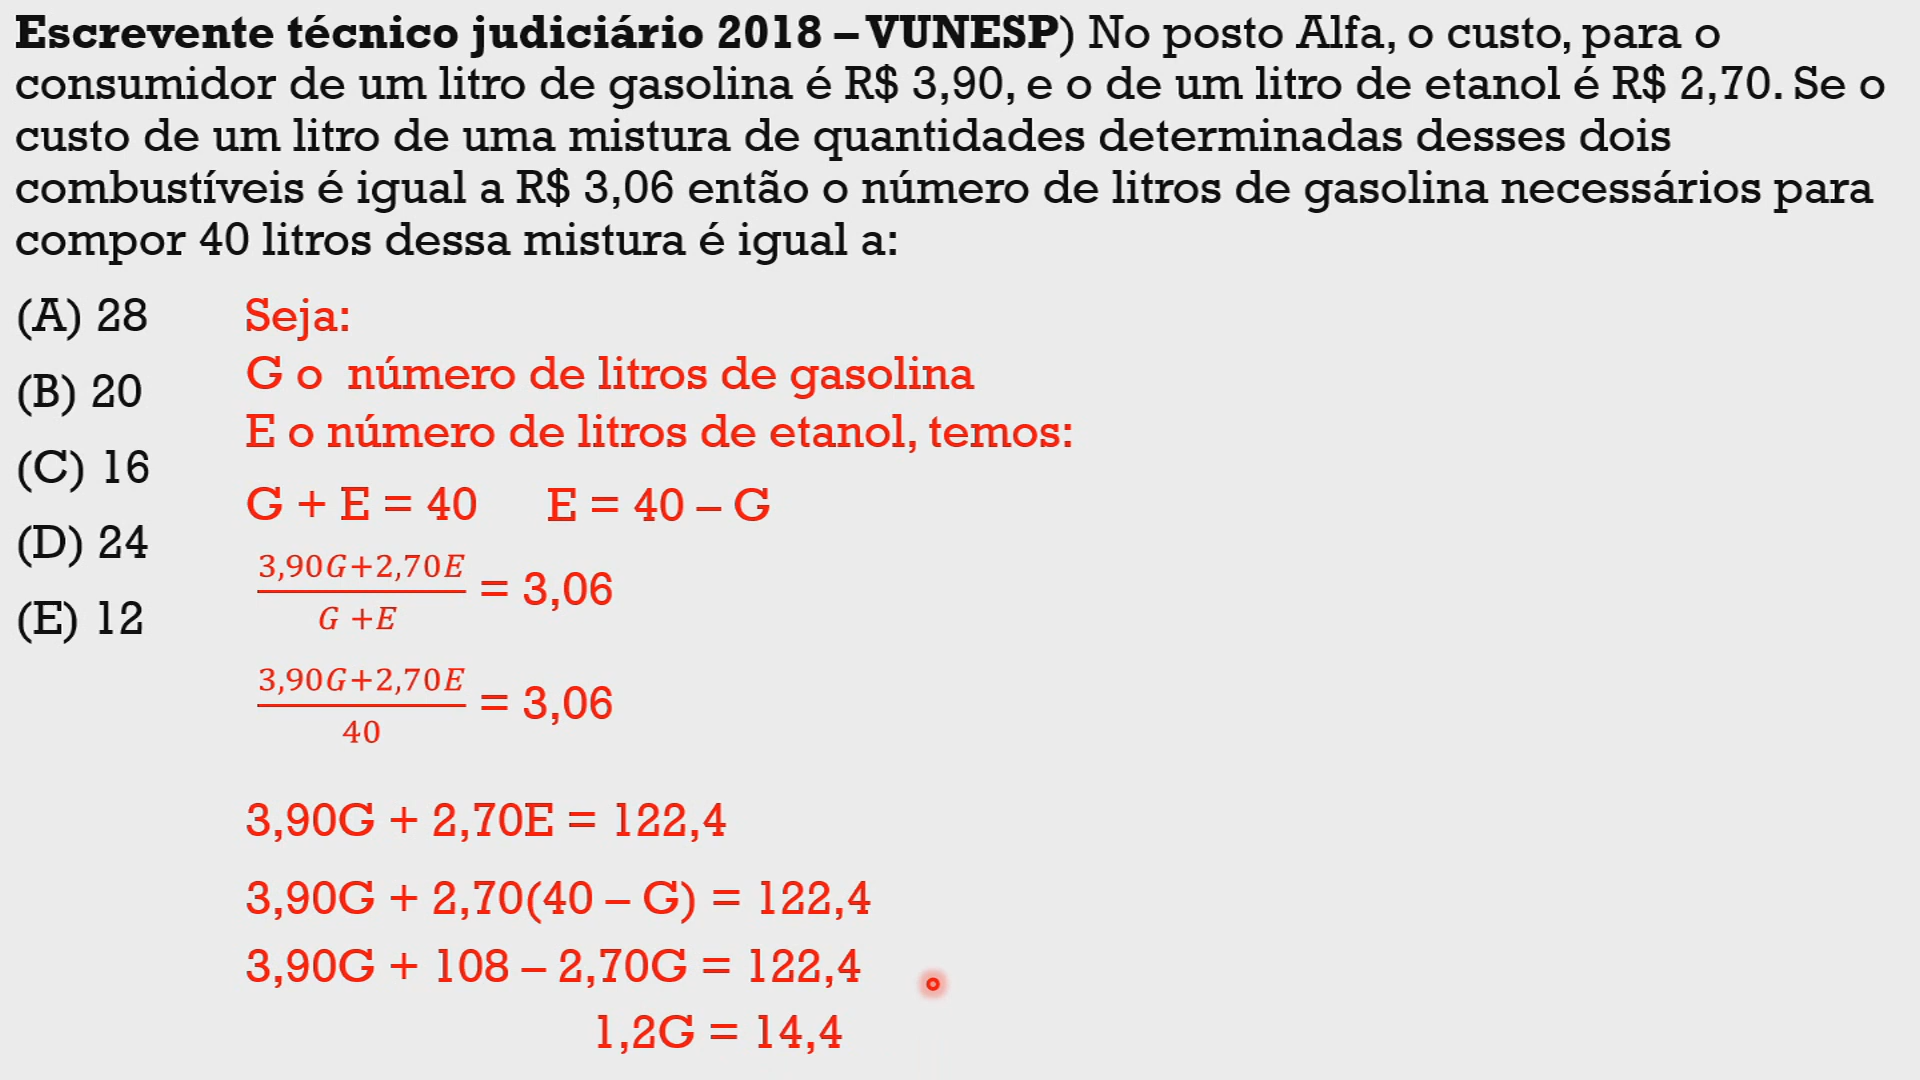 Escrevente técnico judiciário 2018 – VUNESP) No posto Alfa, o custo, para o
consumidor de um litro de gasolina é R$ 3,90, e o de um litro de etanol é R$ 2,70. Se o
custo de um litro de uma mistura de quantidades determinadas desses dois
combustíveis é igual a R$ 3,06 então o número de litros de gasolina necessários para
compor 40 litros dessa mistura é igual a:
(A) 28
(B) 20
(C) 16
(D) 24
(E) 12
Seja:
G o número de litros de gasolina
E o número de litros de etanol, temos:
G + E = 40 E = 40 – G
3,90G+2,70E
G +E
= 3,06
3,90G+2,70E
40
= 3,06
3,90G + 2,70E = 122,4
3,90G + 2,70(40 – G) = 122,4
3,90G + 108 – 2,70G = 122,4
1,2G = 14,4